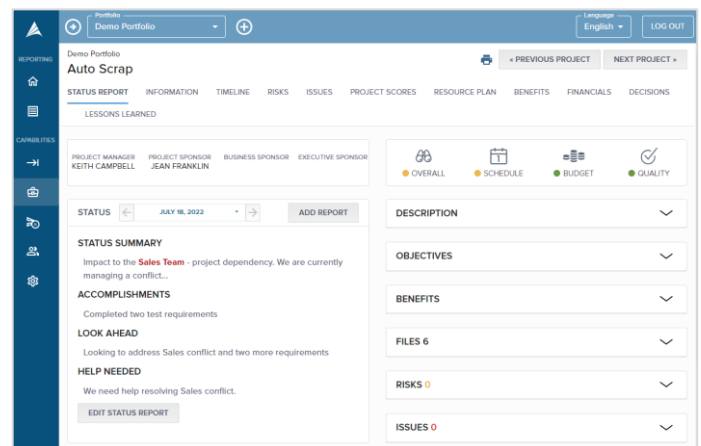 Portfolio
Demo Portfolio
Language
English
LOG OUT
REPORTING
CAPABILITIES
Demo Portfolio
Auto Scrap
« PREVIOUS PROJECT
NEXT PROJECT »
STATUS REPORT INFORMATION TIMELINE RISKS ISSUES PROJECT SCORES RESOURCE PLAN BENEFITS FINANCIALS DECISIONS
LESSONS LEARNED
PROJECT MANAGER PROJECT SPONSOR BUSINESS SPONSOR EXECUTIVE SPONSOR
KEITH CAMPBELL JEAN FRANKLIN
1
OVERALL SCHEDULE BUDGET QUALITY
STATUS JULY 18, 2022 ADD REPORT
STATUS SUMMARY
Impact to the Sales Team - project dependency. We are currently
managing a conflict...
ACCOMPLISHMENTS
Completed two test requirements
LOOK AHEAD
Looking to address Sales conflict and two more requirements
HELP NEEDED
We need help resolving Sales conflict.
EDIT STATUS REPORT
DESCRIPTION
OBJECTIVES
BENEFITS
FILES 6
RISKS 0
ISSUES 0